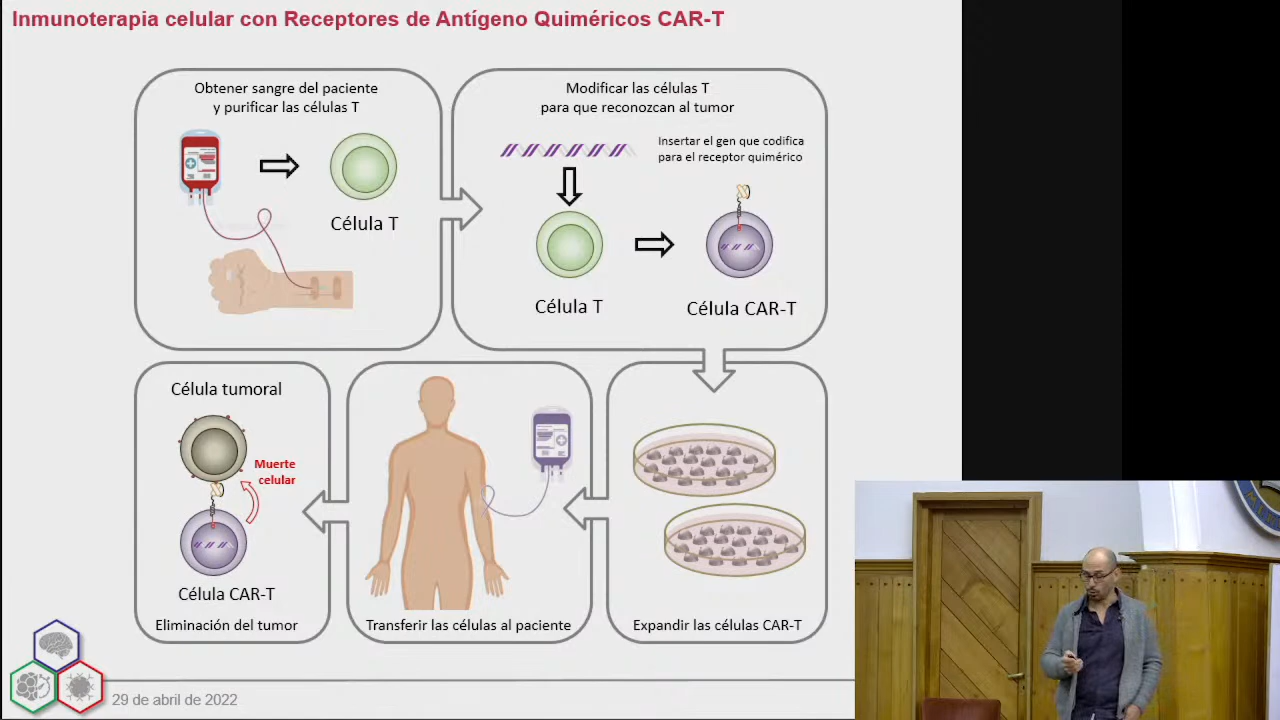 Inmunoterapia celular con Receptores de Antígeno Quiméricos CAR-T
Obtener sangre del paciente
y purificar las células T
Célula T
Modificar las células T
para que reconozcan al tumor
Insertar el gen que codifica
para el receptor quimérico
Célula T
Célula CAR-T
Célula tumoral
Muerte
celular
Célula CAR-T
Eliminación del tumor
Transferir las células al paciente
Expandir las células CAR-T
29 de abril de 2022